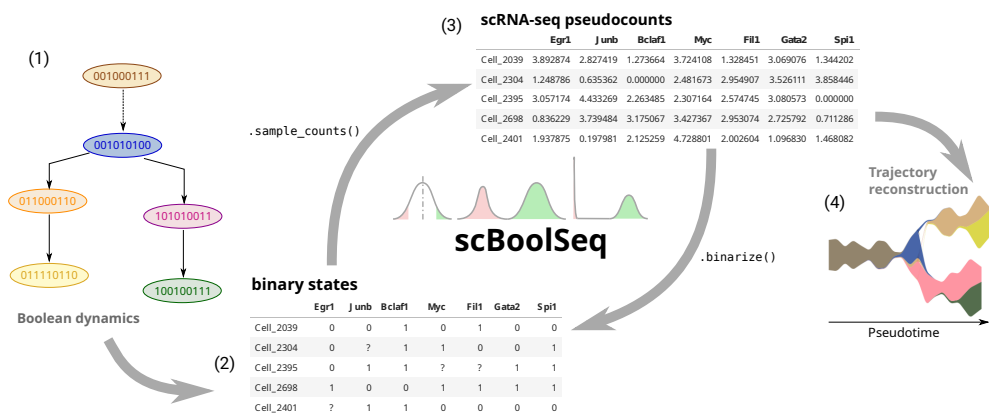 (1)
001000111
001010100
011000110
101010011
011110110
100100111
Boolean dynamics
(2)
binary states
Egr1 Junb Bclaf1 Myc Fil1 Gata2 Spi1
Cell_2039 0 0 1 0 1 0 0
Cell_2304 0 ? 1 1 0 0 1
Cell_2395 0 1 1 ? ? 1 1
Cell_2698 1 0 0 1 1 1 1
Cell_2401 ? 1 1 0 0 0 0
.sample_counts()
(3)
scRNA-seq pseudocounts
Egr1 Junb Bclaf1 Myc Fil1 Gata2 Spi1
Cell_2039 3.892874 2.827419 1.273664 3.724108 1.328451 3.069076 1.344202
Cell_2304 1.248786 0.635362 0.000000 2.481673 2.954907 3.526111 3.858446
Cell_2395 3.057174 4.433269 2.263485 2.307164 2.574745 3.080573 0.000000
Cell_2698 0.836229 3.739484 3.175067 3.427367 2.953074 2.725792 0.711286
Cell_2401 1.937875 0.197981 2.125259 4.728801 2.002604 1.096830 1.468082
scBoolSeq
.binarize()
Trajectory
reconstruction
(4)
Pseudotime